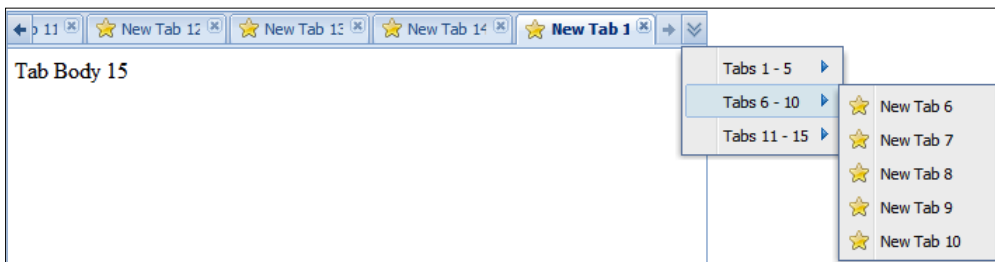 11 New Tab 12 New Tab 13 New Tab 14 New Tab 1
Tab Body 15
Tabs 1 - 5
Tabs 6 - 10
Tabs 11 - 15
New Tab 6
New Tab 7
New Tab 8
New Tab 9
New Tab 10